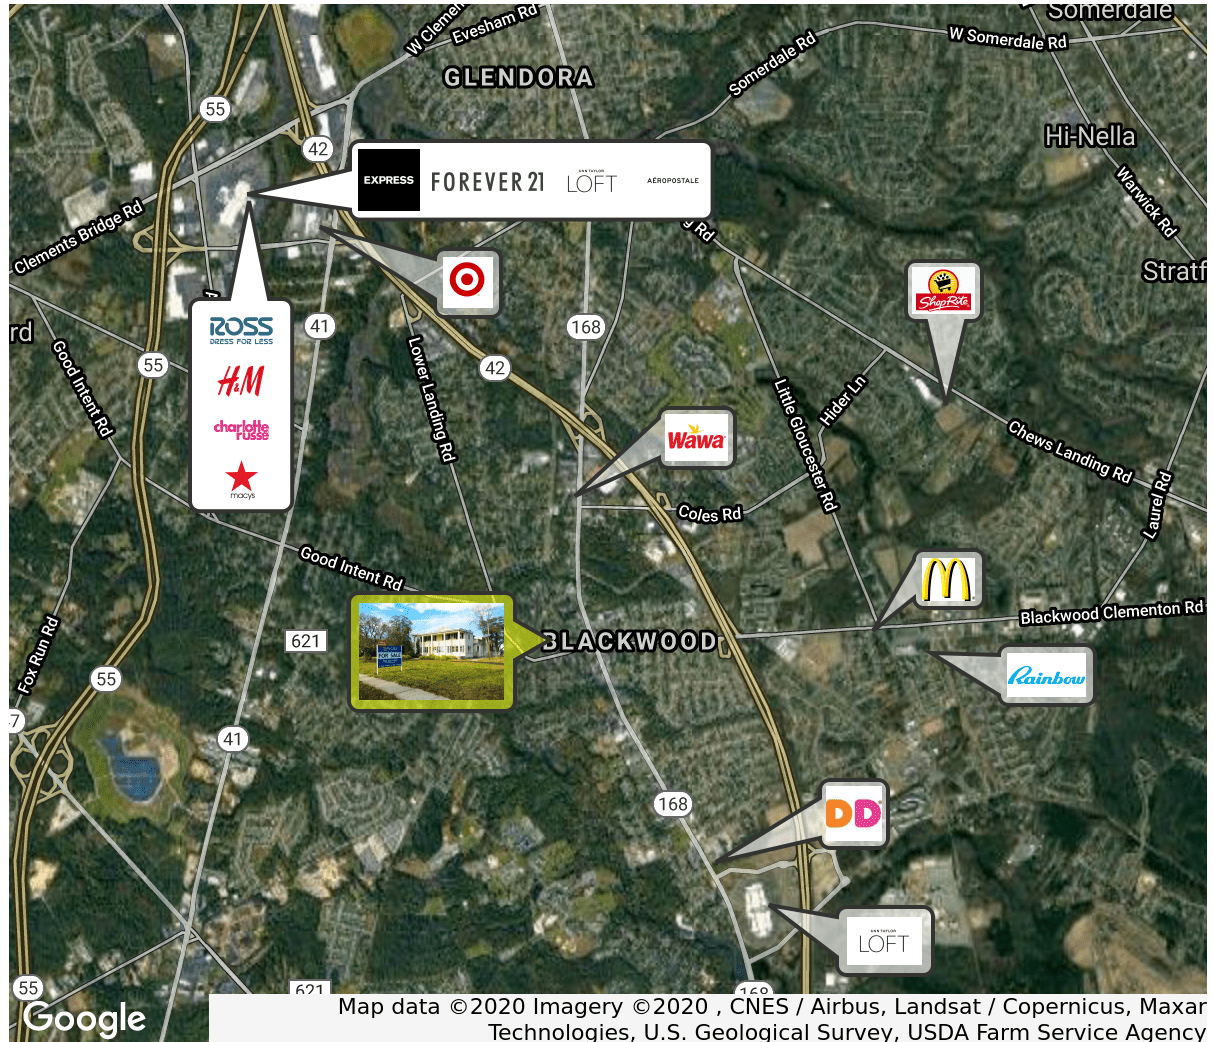 Somerdale
W Clemen
Evesham Rd
W Somerdale Rd
Somerdale Rd
GLENDORA
55
42
Hi-Nella
EXPRESS
FOREVER 21
ANN TAYLOR
LOFT
AÉROPOSTALE
Warwick Rd
Clements Bridge Rd
g Rd
Stratf
ShopRite
A
ROSS
DRESS FOR LESS
41
168
rd
Good Intent Rd
55
42
Lower Landing Rd
H&M
Little Gloucester Rd
Hider Ln
charlotte
russe
Wawa
Chews Landing Rd
macys
Laurel Rd
Coles Rd
Good Intent Rd
Blackwood Clementon Rd
621
FOR SALE
BLACKWOOD
Fox Run Rd
Rainbow
55
47
41
168
DD
ANN TAYLOR
LOFT
55
621
168
Google
Map data ©2020 Imagery ©2020 , CNES / Airbus, Landsat / Copernicus, Maxar
Technologies, U.S. Geological Survey, USDA Farm Service Agency